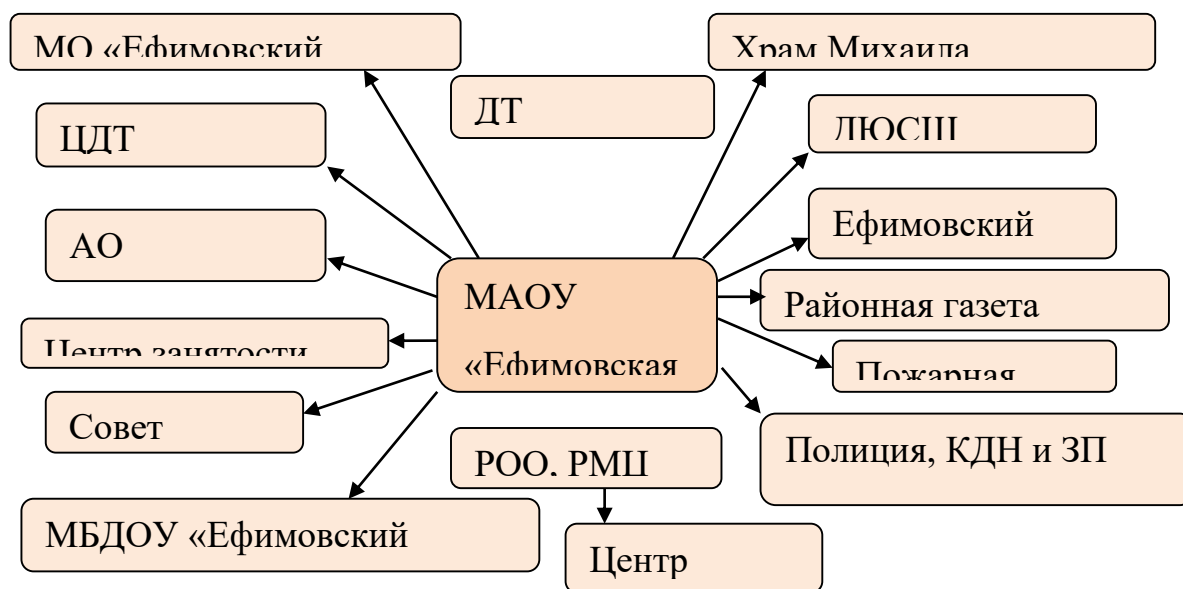 МО «Ефимовский
Храм Михаила
ДТ
ДЮСШ
ЦДТ
Ефимовский
АО
МАОУ
«Ефимовская
Районная газета
Центр занятости
Пожарная
Совет
Полиция, КДН и ЗП
РОО, РМЦ
МБДОУ «Ефимовский
Центр